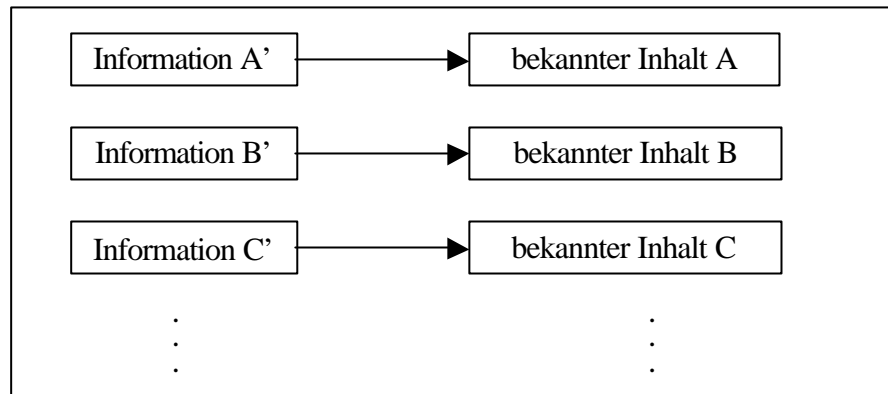 Information A’ bekannter Inhalt A
Information B’ bekannter Inhalt B
Information C’ bekannter Inhalt C
. .
. .
. .